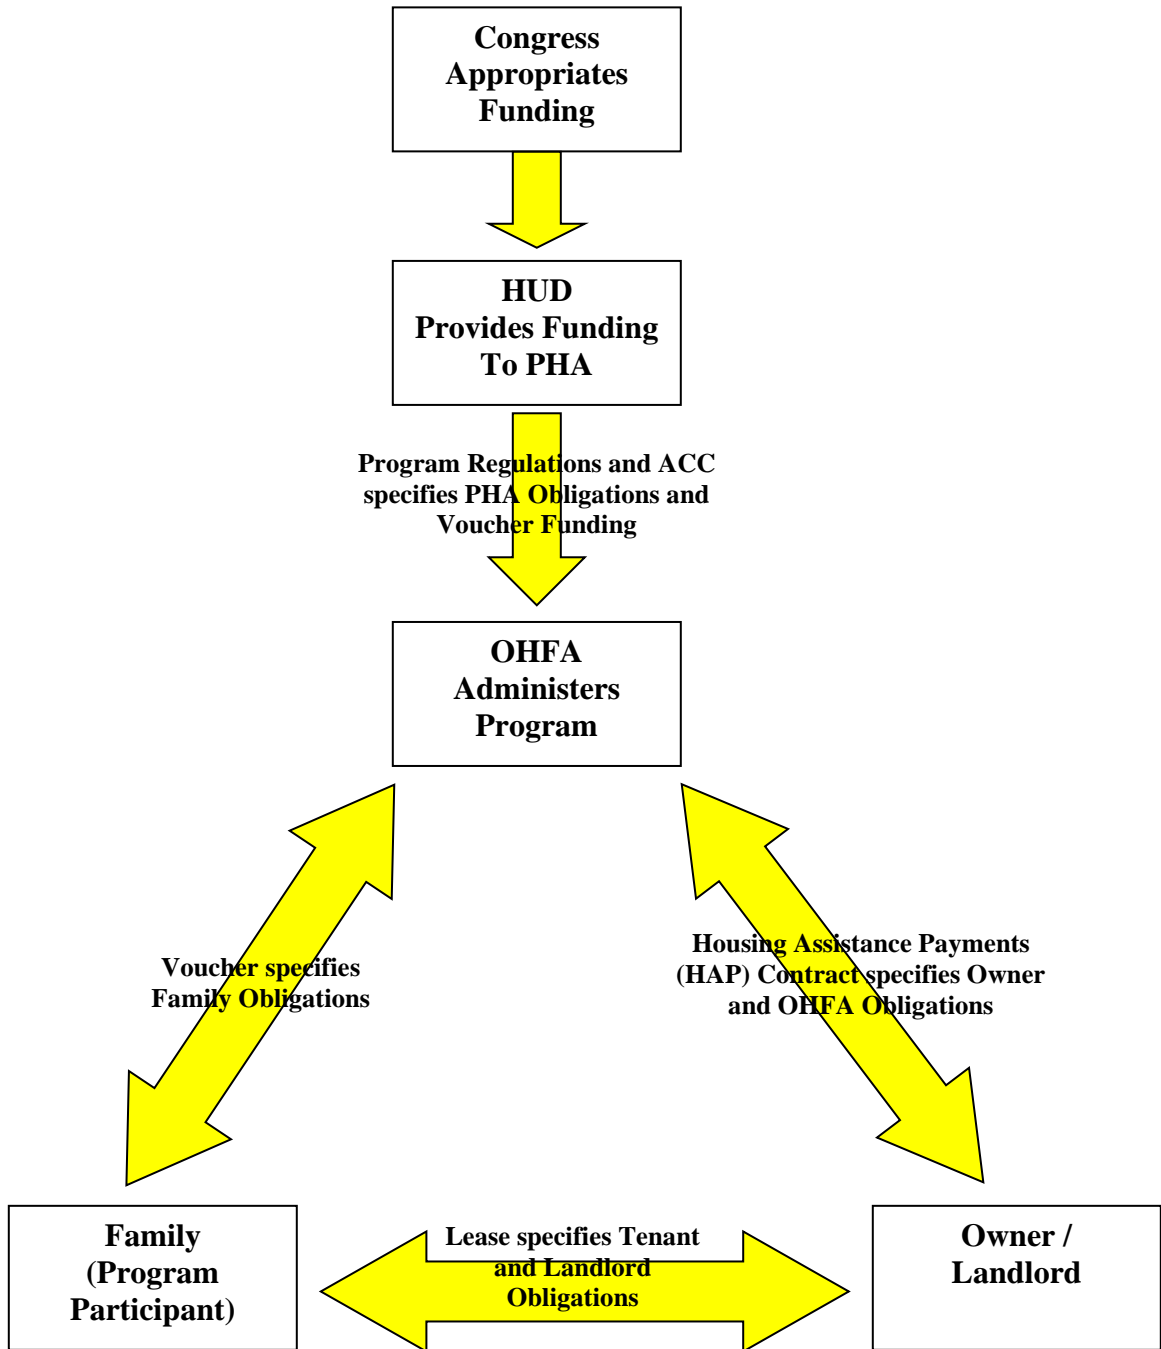 Congress
Appropriates
Funding
HUD
Provides Funding
To PHA
Program Regulations and ACC
specifies PHA Obligations and
Voucher Funding
OHFA
Administers
Program
Voucher specifies
Family Obligations
Housing Assistance Payments
(HAP) Contract specifies Owner
and OHFA Obligations
Family
(Program
Participant)
Lease specifies Tenant
and Landlord
Obligations
Owner /
Landlord